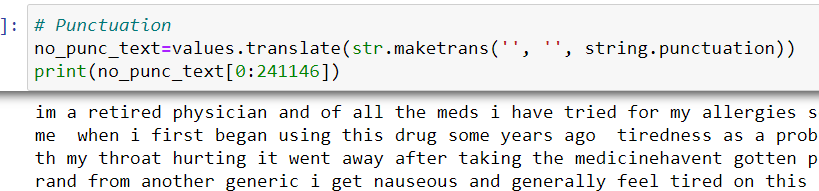 ]: # Punctuation
no_punc_text=values.translate(str.maketrans('', '', string.punctuation))
print(no_punc_text[0:241146])
im a retired physician and of all the meds i have tried for my allergies s
me  when i first began using this drug some years ago  tiredness as a prob
th my throat hurting it went away after taking the medicinehavent gotten p
rand from another generic i get nauseous and generally feel tired on this